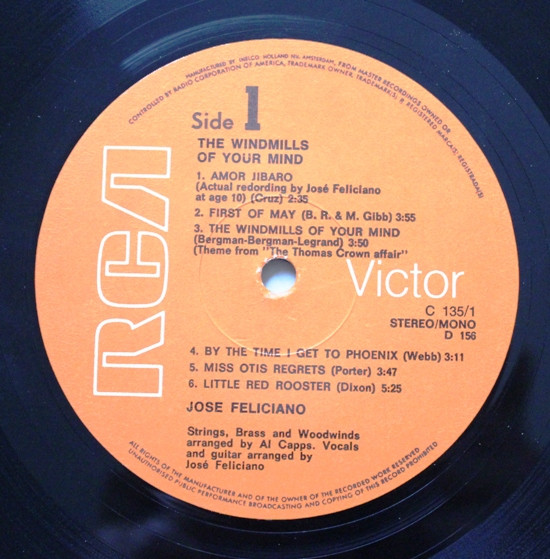 MANUFACTURED BY INELCO HOLLAND NV. AMSTERDAM, FROM MASTER RECORDINGS OWNED OR
CONTROLLED BY RADIO CORPORATION OF AMERICA, TRADEMARK OWNER. TRADEMARK(S) ® REGISTERED MARCA(S) REGISTRADA(S)
Side 1
THE WINDMILLS
OF YOUR MIND
1. AMOR JIBARO
(Actual redording by José Feliciano
at age 10) (Cruz) 2:35
2. FIRST OF MAY (B. R. & M. Gibb) 3:55
3. THE WINDMILLS OF YOUR MIND
(Bergman-Bergman-Legrand) 3:50
(Theme from "The Thomas Crown affair"
RCA
Victor
C 135/1
STEREO/MONO
D 156
4. BY THE TIME I GET TO PHOENIX (Webb) 3:11
5. MISS OTIS REGRETS (Porter) 3:47
6. LITTLE RED ROOSTER (Dixon) 5:25
JOSE FELICIANO
Strings, Brass and Woodwinds
arranged by Al Capps. Vocals
and guitar arranged by
José Feliciano
ALL RIGHTS OF THE MANUFACTURER AND OF THE OWNER OF THE RECORDED WORK RESERVED
UNAUTHORISED PUBLIC PERFORMANCE BROADCASTING AND COPYING OF THIS RECORD PROHIBITED